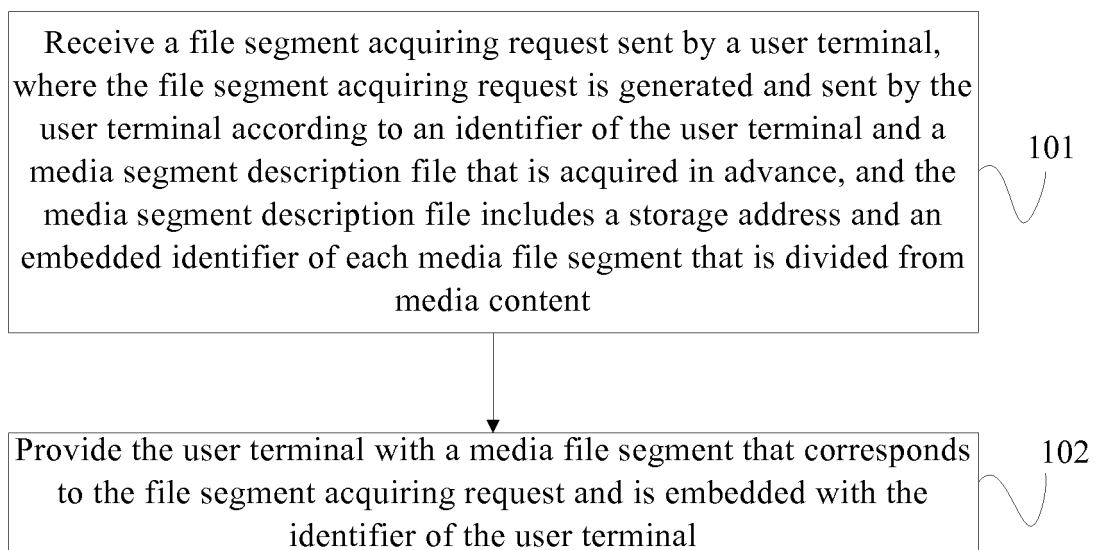 Receive a file segment acquiring request sent by a user terminal,
where the file segment acquiring request is generated and sent by the
user terminal according to an identifier of the user terminal and a
media segment description file that is acquired in advance, and the
media segment description file includes a storage address and an
embedded identifier of each media file segment that is divided from
media content
101
Provide the user terminal with a media file segment that corresponds
to the file segment acquiring request and is embedded with the
identifier of the user terminal
102